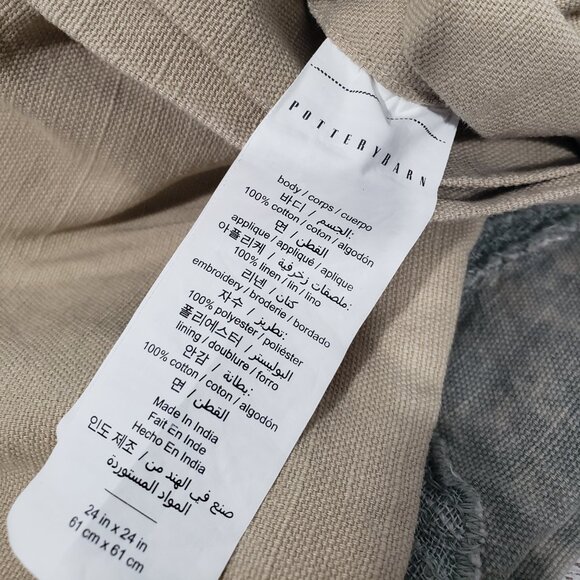 POTTERYBARN
body / corps / cuerpo
바디 / الجسم:
100% cotton / coton / algodón
면 / القطن
applique / appliqué / aplique
아플리케 / ملصقات زخرفية:
100% linen / lin / lino
리넨 / كتان
embroidery / broderie / bordado
자수 / تطريز:
100% polyester / poliéster
폴리에스터 / البوليستر
lining / doublure / forro
안감 / بطانة:
100% cotton / coton / algodón
면 / القطن
Made In India
Fait En Inde
Hecho En India
인도 제조 / صنع في الهند من
المواد المستوردة
24 in x 24 in
61 cm x 61 cm